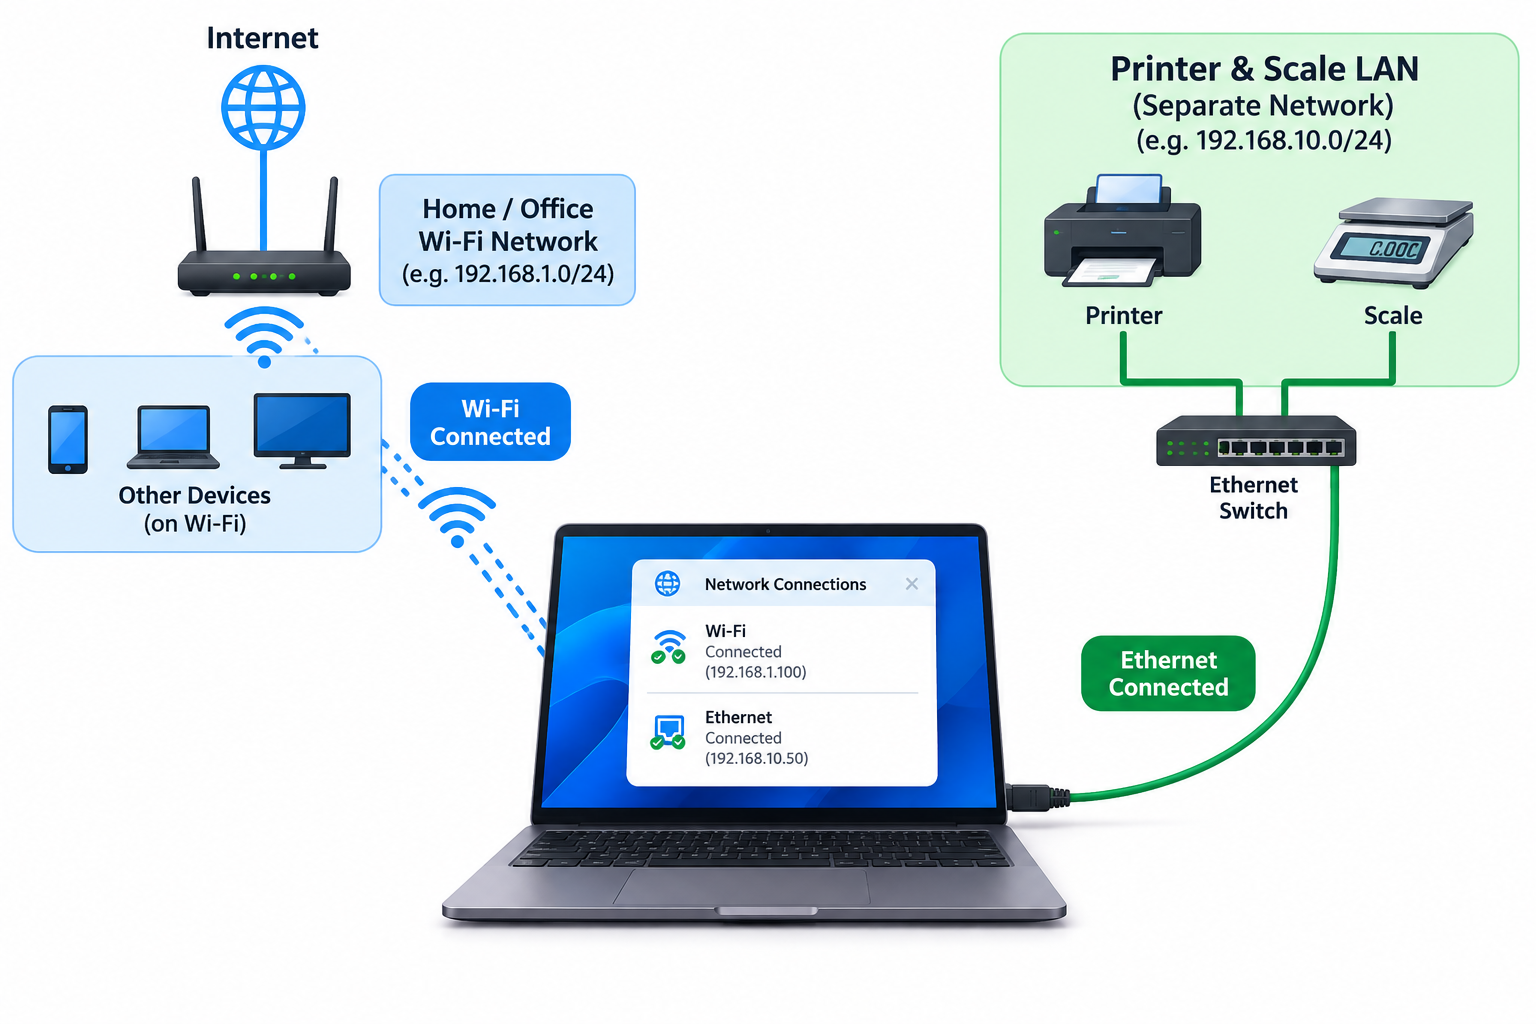 Internet
Home / Office
Wi-Fi Network
(e.g. 192.168.1.0/24)
Printer & Scale LAN
(Separate Network)
(e.g. 192.168.10.0/24)
Printer
Scale
Other Devices
(on Wi-Fi)
Wi-Fi
Connected
Ethernet
Switch
Network Connections
Wi-Fi
Connected
(192.168.1.100)
Ethernet
Connected
(192.168.10.50)
Ethernet
Connected